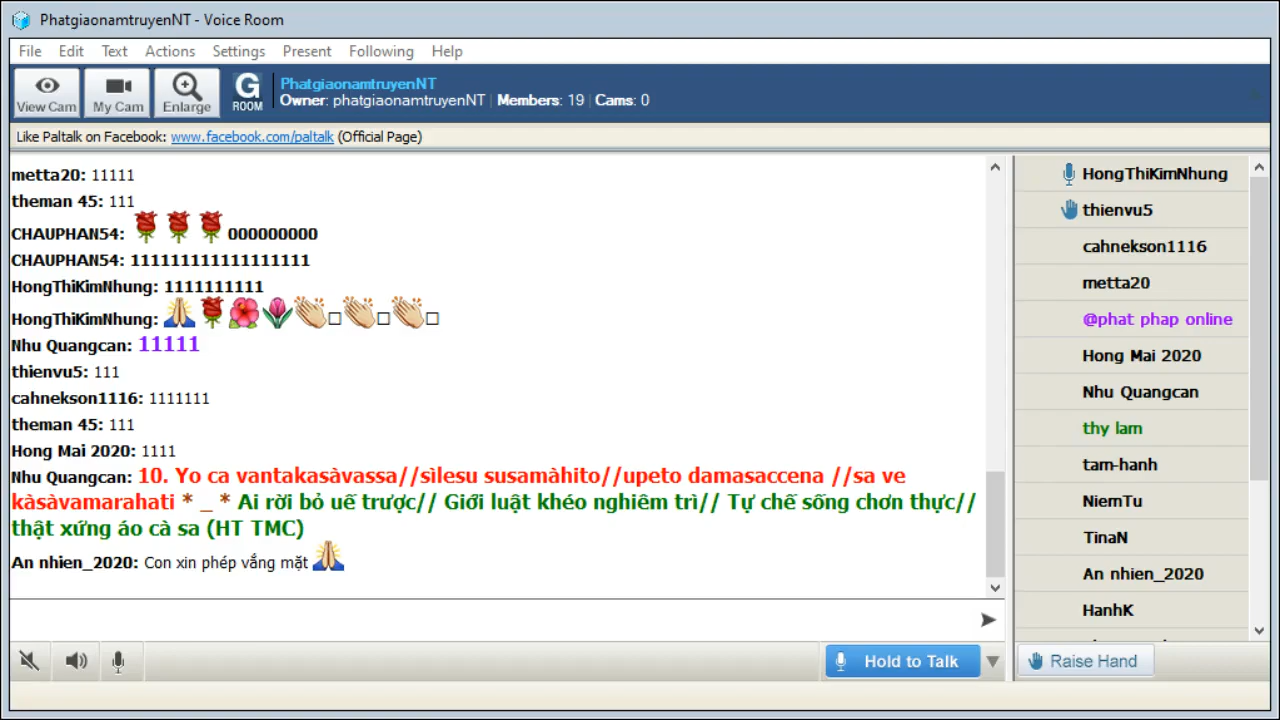 PhatgiaonamtruyenNT - Voice Room
File Edit Text Actions Settings Present Following Help
View Cam My Cam Enlarge G ROOM
PhatgiaonamtruyenNT
Owner: phatgiaonamtruyenNT | Members: 19 | Cams: 0
Like Paltalk on Facebook: www.facebook.com/paltalk (Official Page)
metta20: 11111
theman 45: 111
CHAUPHAN54: 000000000
CHAUPHAN54: 111111111111111111
HongThiKimNhung: 1111111111
HongThiKimNhung:
Nhu Quangcan: 11111
thienvu5: 111
cahnekson1116: 1111111
theman 45: 111
Hong Mai 2020: 1111
Nhu Quangcan: 10. Yo ca vantakasàvassa//sìlesu susamàhito//upeto damasaccena //sa ve
kàsàvamarahati * _ * Ai rời bỏ uế trược// Giới luật khéo nghiêm trì// Tự chế sống chơn thực//
thật xứng áo cà sa (HT TMC)
An nhien_2020: Con xin phép vắng mặt
HongThiKimNhung
thienvu5
cahnekson1116
metta20
@phat phap online
Hong Mai 2020
Nhu Quangcan
thy lam
tam-hanh
NiemTu
TinaN
An nhien_2020
HanhK
Hold to Talk
Raise Hand